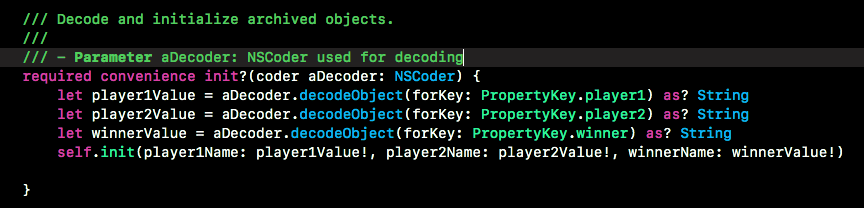 /// Decode and initialize archived objects.
///
/// – Parameter aDecoder: NSCoder used for decoding
required convenience init?(coder aDecoder: NSCoder) {
    let player1Value = aDecoder.decodeObject(forKey: PropertyKey.player1) as? String
    let player2Value = aDecoder.decodeObject(forKey: PropertyKey.player2) as? String
    let winnerValue = aDecoder.decodeObject(forKey: PropertyKey.winner) as? String
    self.init(player1Name: player1Value!, player2Name: player2Value!, winnerName: winnerValue!)
}